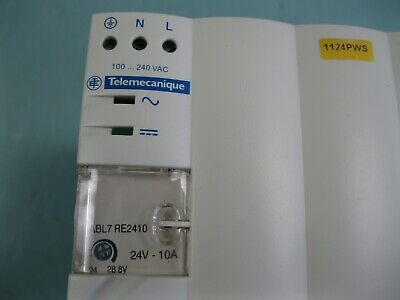 N L
1124PWS
100 ... 240 VAC
Telemecanique
ABL7 RE2410
24V - 10A
24 28.8V